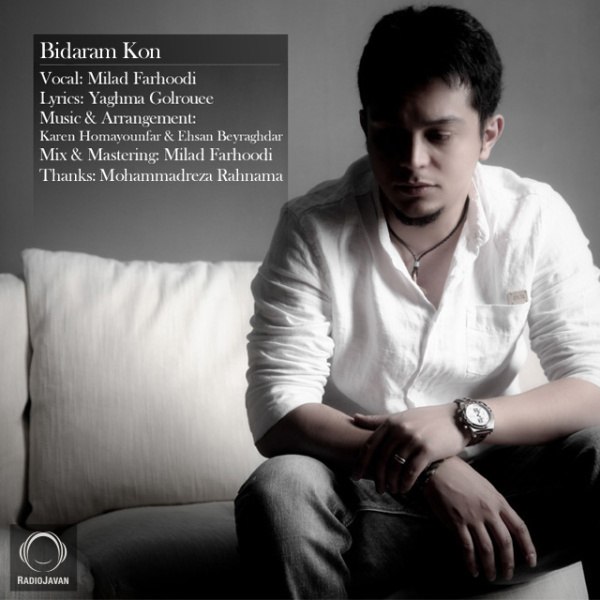 Bidaram Kon
Vocal: Milad Farhoodi
Lyrics: Yaghma Golrouee
Music & Arrangement:
Karen Homayounfar & Ehsan Beyraghdar
Mix & Mastering: Milad Farhoodi
Thanks: Mohammadreza Rahnama
RADIOJAVAN